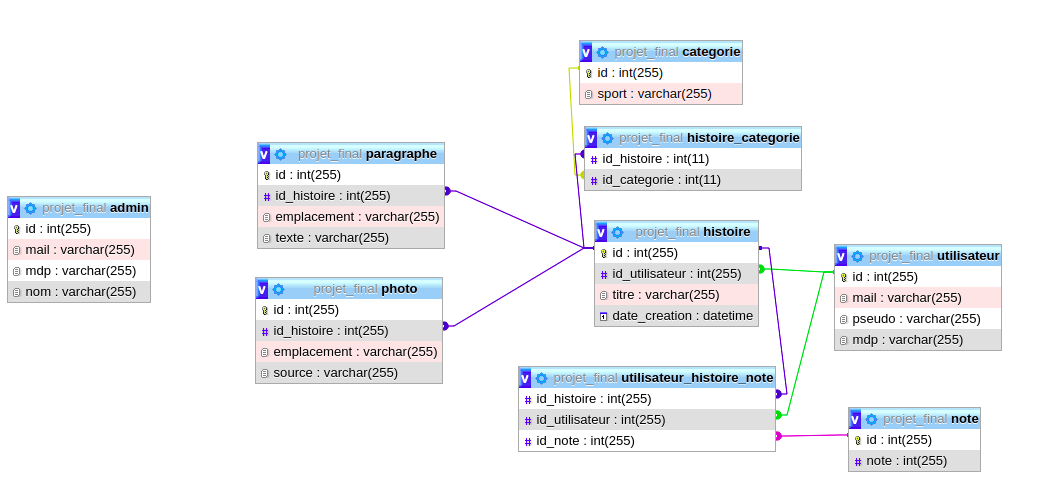 v projet_final categorie
id : int(255)
sport : varchar(255)
v projet_final histoire_categorie
# id_histoire : int(11)
# id_categorie : int(11)
v projet_final paragraphe
id : int(255)
# id_histoire : int(255)
emplacement : varchar(255)
texte : varchar(255)
v projet_final admin
id : int(255)
mail : varchar(255)
mdp : varchar(255)
nom : varchar(255)
v projet_final histoire
id : int(255)
# id_utilisateur : int(255)
titre : varchar(255)
date_creation : datetime
v projet_final utilisateur
id : int(255)
mail : varchar(255)
pseudo : varchar(255)
mdp : varchar(255)
v projet_final photo
id : int(255)
# id_histoire : int(255)
emplacement : varchar(255)
source : varchar(255)
v projet_final utilisateur_histoire_note
# id_histoire : int(255)
# id_utilisateur : int(255)
# id_note : int(255)
v projet_final note
id : int(255)
# note : int(255)